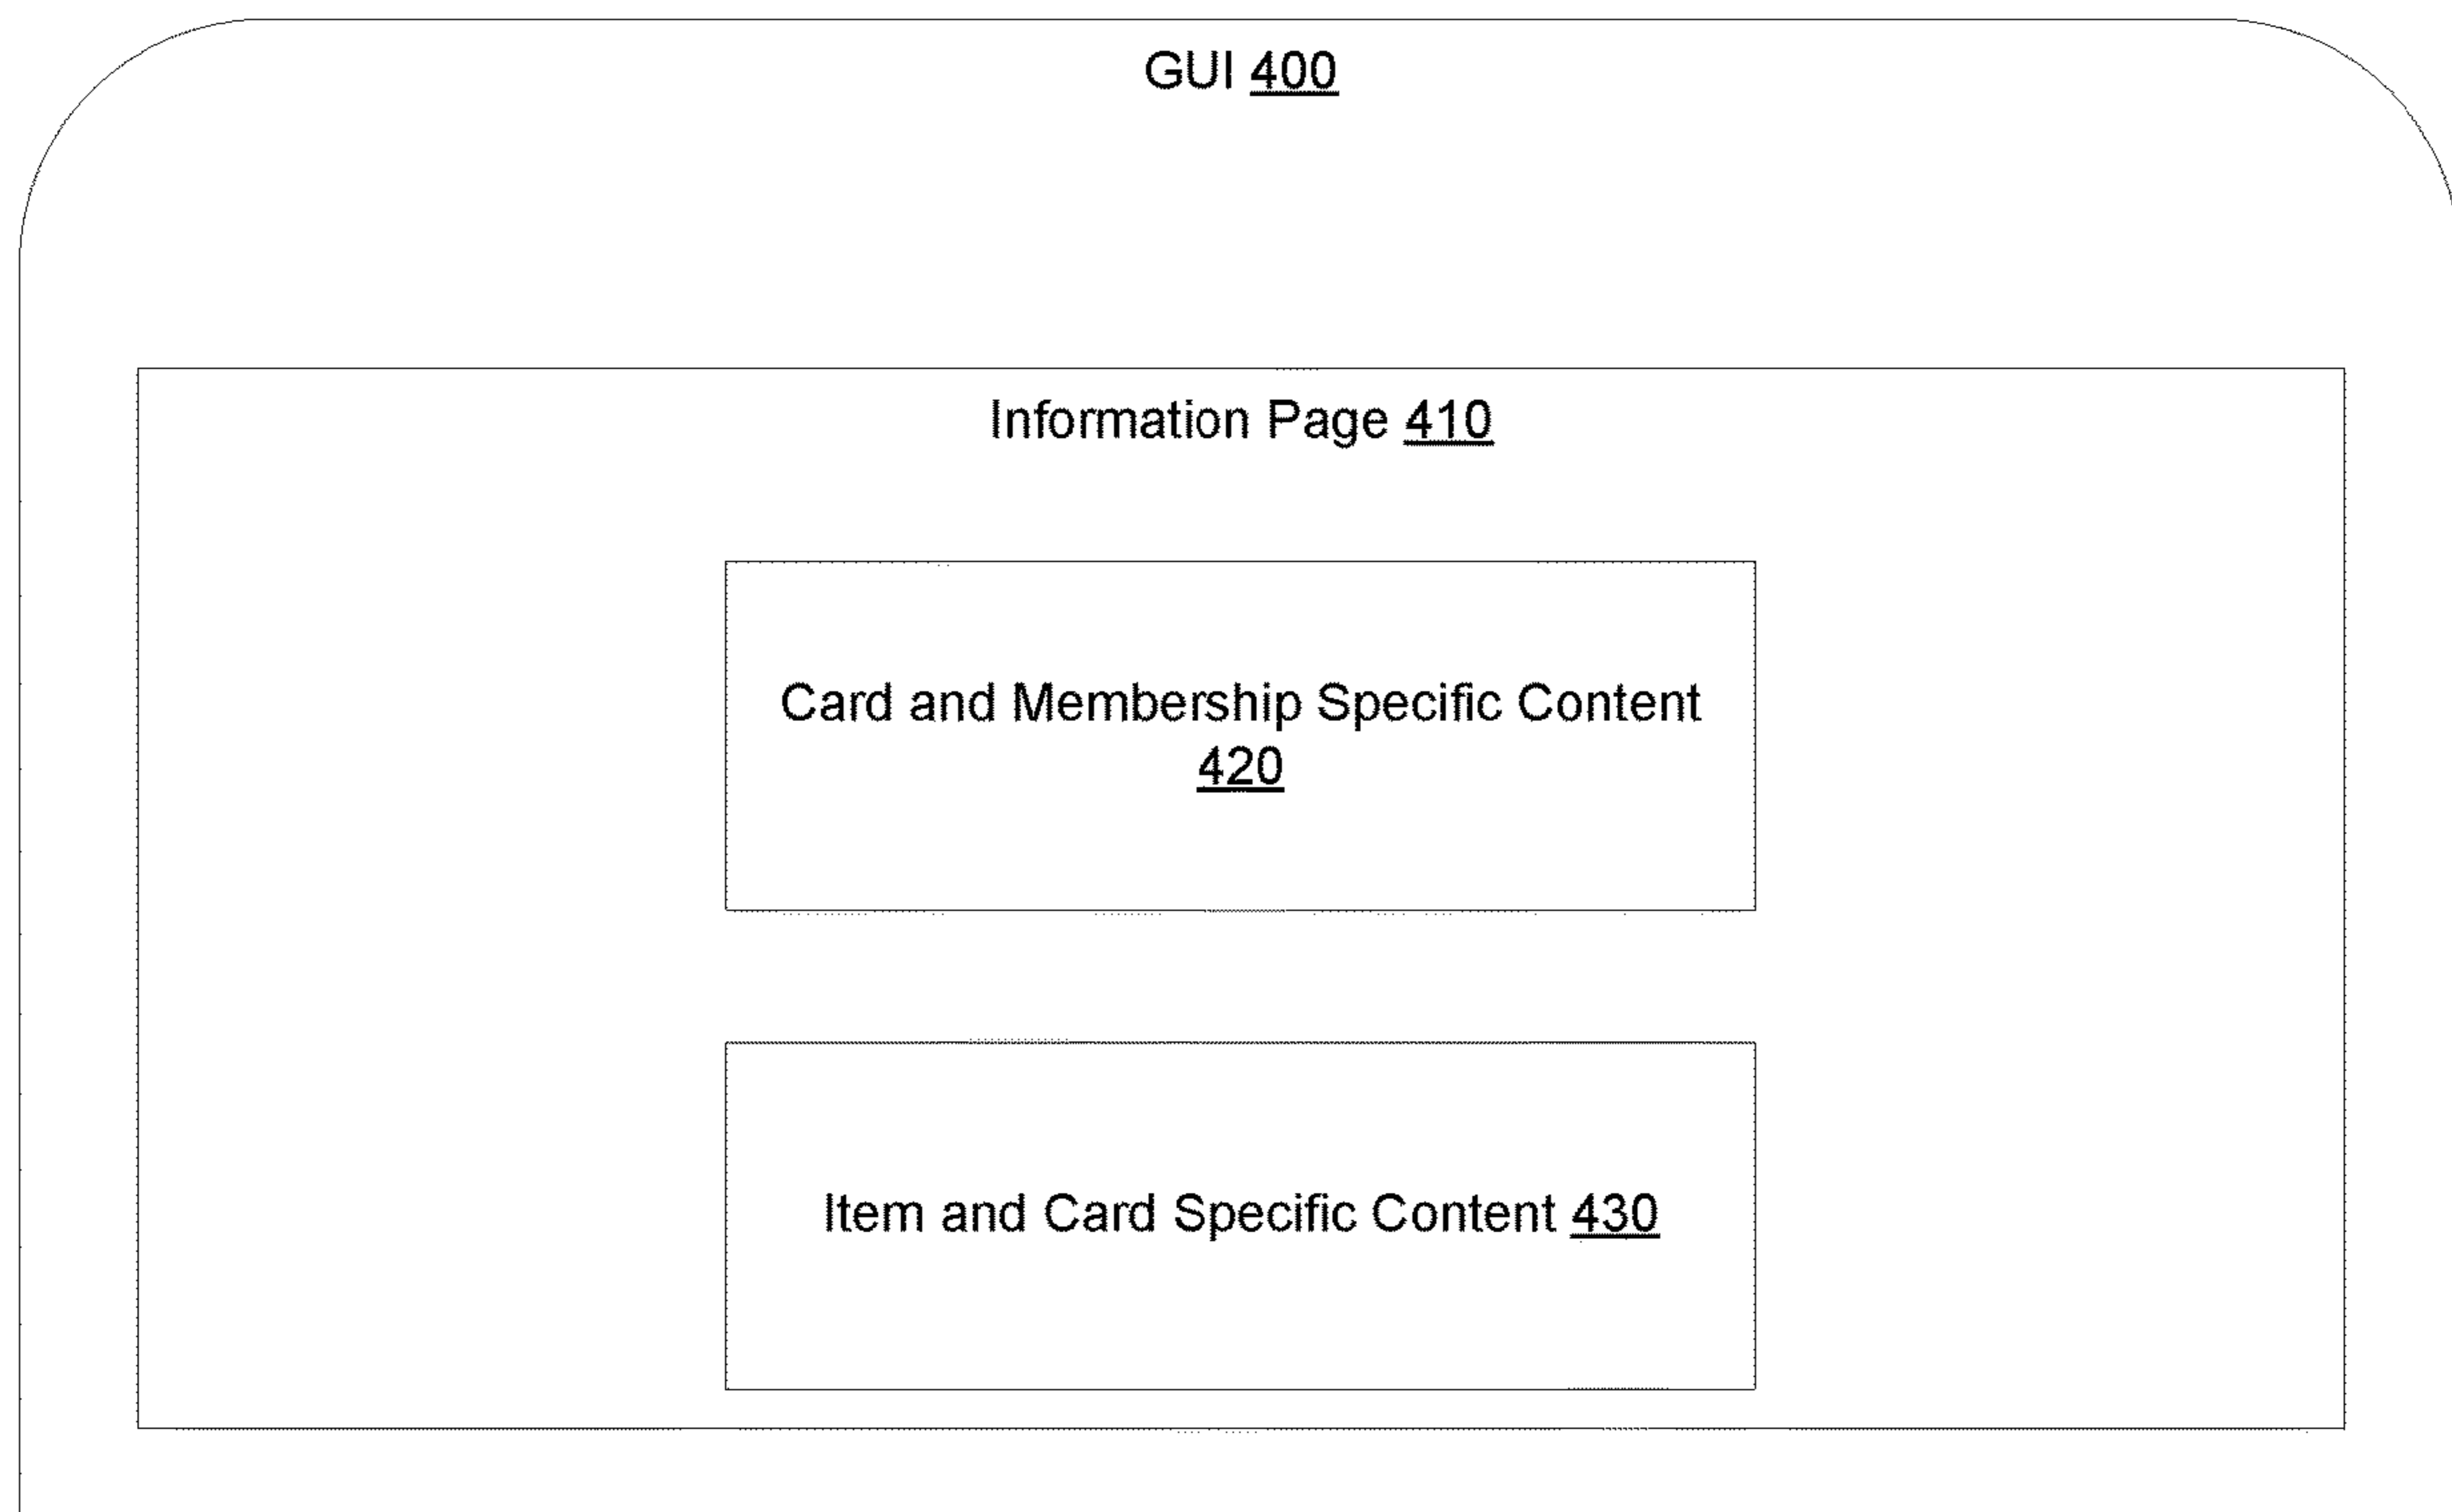 GUI 400
Information Page 410
Card and Membership Specific Content
420
Item and Card Specific Content 430